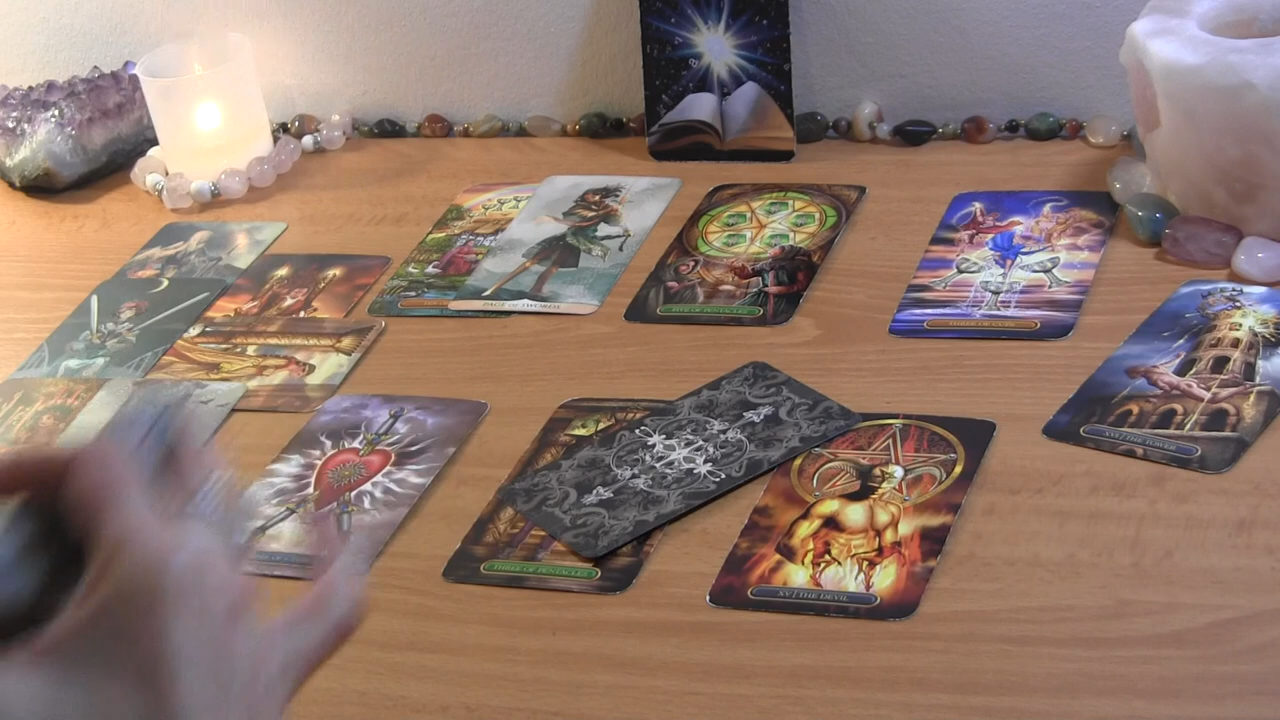 PAGE OF SWORDS
FIVE OF PENTACLES
THREE OF CUPS
XVI | THE TOWER
THREE OF PENTACLES
XV | THE DEVIL